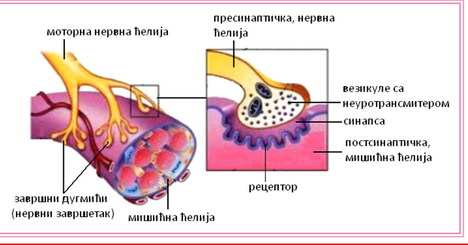 моторна нервна ћелија
пресинаптичка, нервна
ћелија
везикуле са
неуротрансмитером
синапса
постсинаптичка,
мишићна ћелија
рецептор
завршни дугмићи
(нервни завршетак)
мишићна ћелија